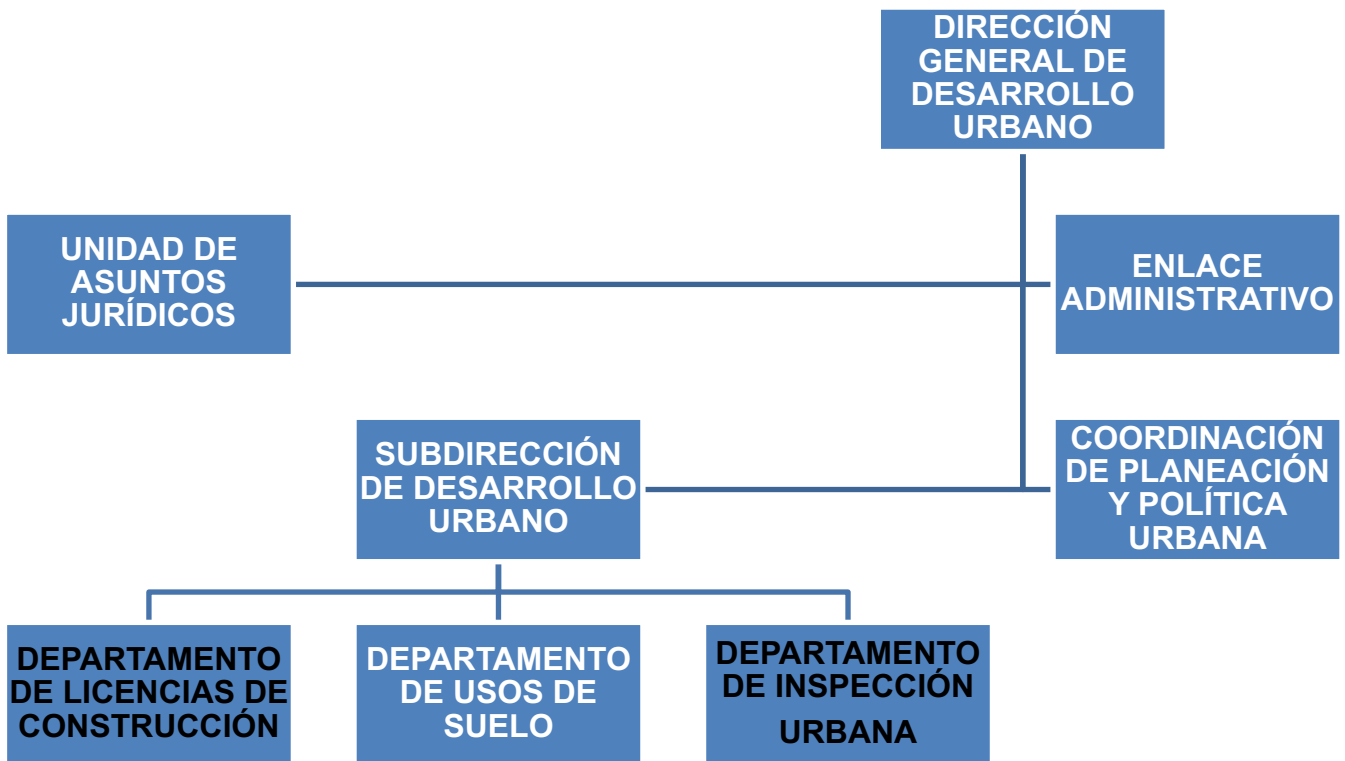 DIRECCIÓN
GENERAL DE
DESARROLLO
URBANO
UNIDAD DE
ASUNTOS
JURÍDICOS
ENLACE
ADMINISTRATIVO
SUBDIRECCIÓN
DE DESARROLLO
URBANO
COORDINACIÓN
DE PLANEACIÓN
Y POLÍTICA
URBANA
DEPARTAMENTO
DE LICENCIAS DE
CONSTRUCCIÓN
DEPARTAMENTO
DE USOS DE
SUELO
DEPARTAMENTO
DE INSPECCIÓN
URBANA